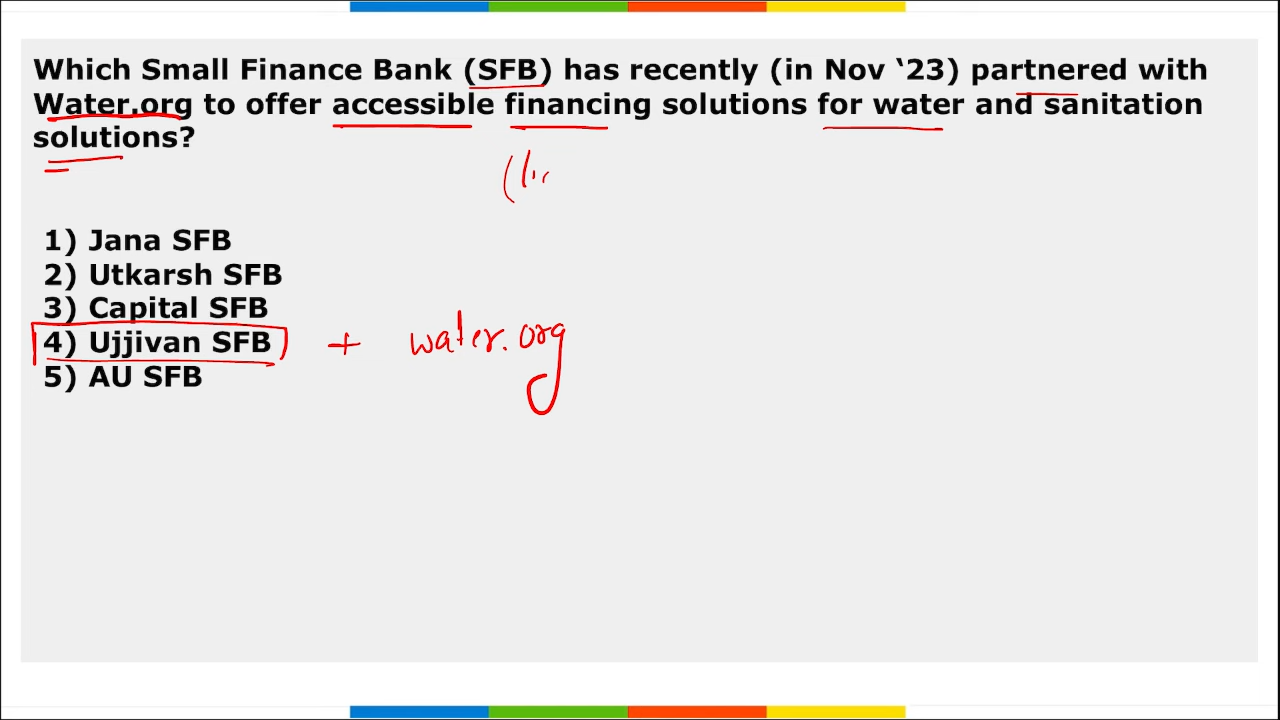 Which Small Finance Bank (SFB) has recently (in Nov ‘23) partnered with
Water.org to offer accessible financing solutions for water and sanitation
solutions?
1) Jana SFB
2) Utkarsh SFB
3) Capital SFB
4) Ujjivan SFB + water.org
5) AU SFB